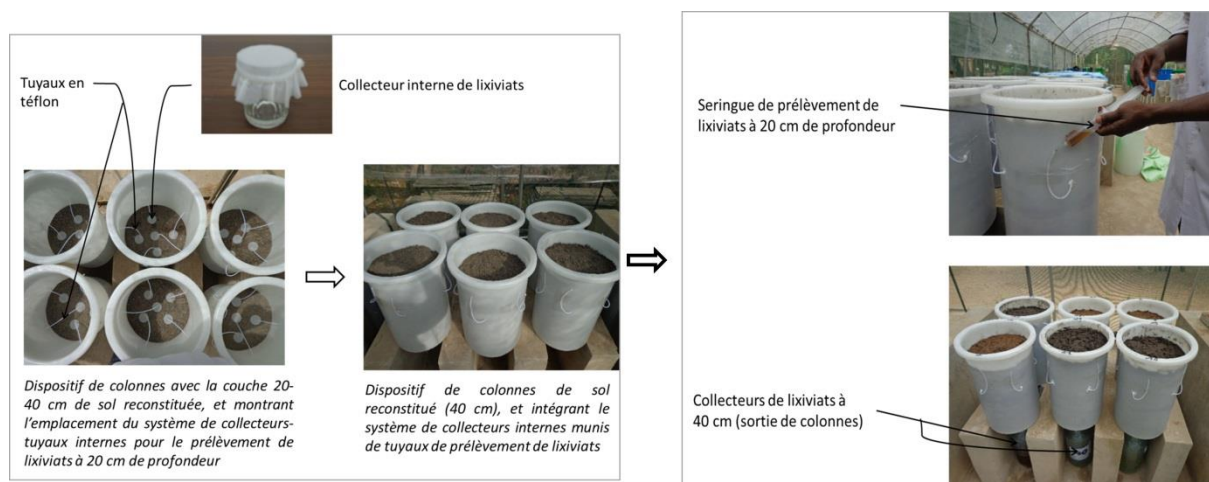 Tuyaux en
téflon
Collecteur interne de lixiviats
Dispositif de colonnes avec la couche 20-
40 cm de sol reconstituée, et montrant
l’emplacement du système de collecteurs-
tuyaux internes pour le prélèvement de
lixiviats à 20 cm de profondeur
Dispositif de colonnes de sol
reconstitué (40 cm), et intégrant le
système de collecteurs internes munis
de tuyaux de prélèvement de lixiviats
Seringue de prélèvement de
lixiviats à 20 cm de profondeur
Collecteurs de lixiviats à
40 cm (sortie de colonnes)